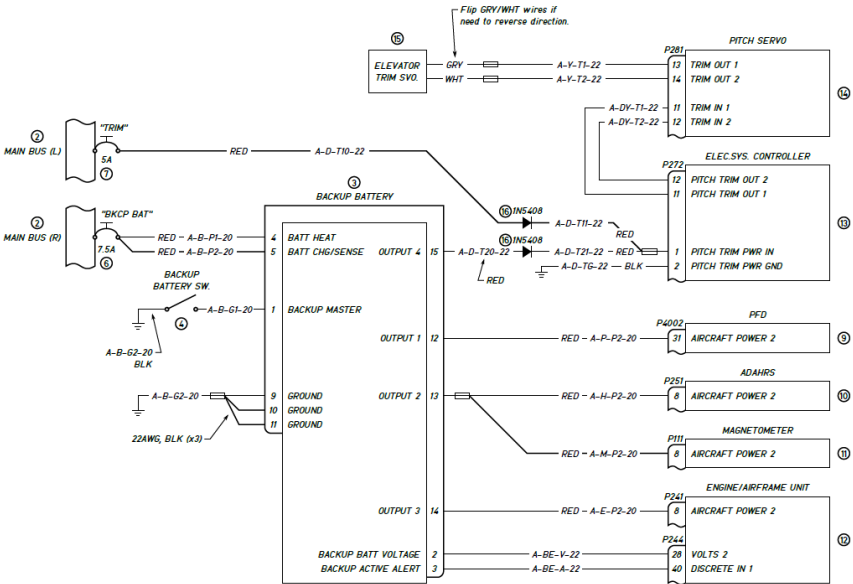 Flip GRY/WHT wires if
need to reverse direction.
15
ELEVATOR
TRIM SVO.
GRY
WHT
A-Y-T1-22
A-Y-T2-22
PITCH SERVO
P281
13 TRIM OUT 1
14 TRIM OUT 2
11 TRIM IN 1
12 TRIM IN 2
14
A-DY-T1-22
A-DY-T2-22
2
MAIN BUS (L)
"TRIM"
5A
7
RED
A-D-T10-22
ELEC.SYS. CONTROLLER
P272
12 PITCH TRIM OUT 2
11 PITCH TRIM OUT 1
1 PITCH TRIM PWR IN
2 PITCH TRIM PWR GND
13
3
BACKUP BATTERY
16 1N5408
A-D-T11-22
RED
16 1N5408
A-D-T20-22
A-D-T21-22
RED
A-D-TG-22
BLK
RED
2
MAIN BUS (R)
"BKCP BAT"
7.5A
6
RED
A-B-P1-20
RED
A-B-P2-20
4 BATT HEAT
5 BATT CHG/SENSE
OUTPUT 4 15
BACKUP
BATTERY SW.
4
A-B-G1-20
1 BACKUP MASTER
A-B-G2-20
BLK
OUTPUT 1 12
RED
A-P-P2-20
PFD
P4002
31 AIRCRAFT POWER 2
9
A-B-G2-20
9 GROUND
10 GROUND
11 GROUND
22AWG, BLK (x3)
OUTPUT 2 13
RED
A-H-P2-20
ADAHRS
P251
8 AIRCRAFT POWER 2
10
MAGNETOMETER
RED
A-M-P2-20
P111
8 AIRCRAFT POWER 2
11
ENGINE/AIRFRAME UNIT
OUTPUT 3 14
RED
A-E-P2-20
P241
8 AIRCRAFT POWER 2
12
P244
BACKUP BATT VOLTAGE 2
A-BE-V-22
28 VOLTS 2
BACKUP ACTIVE ALERT 3
A-BE-A-22
40 DISCRETE IN 1